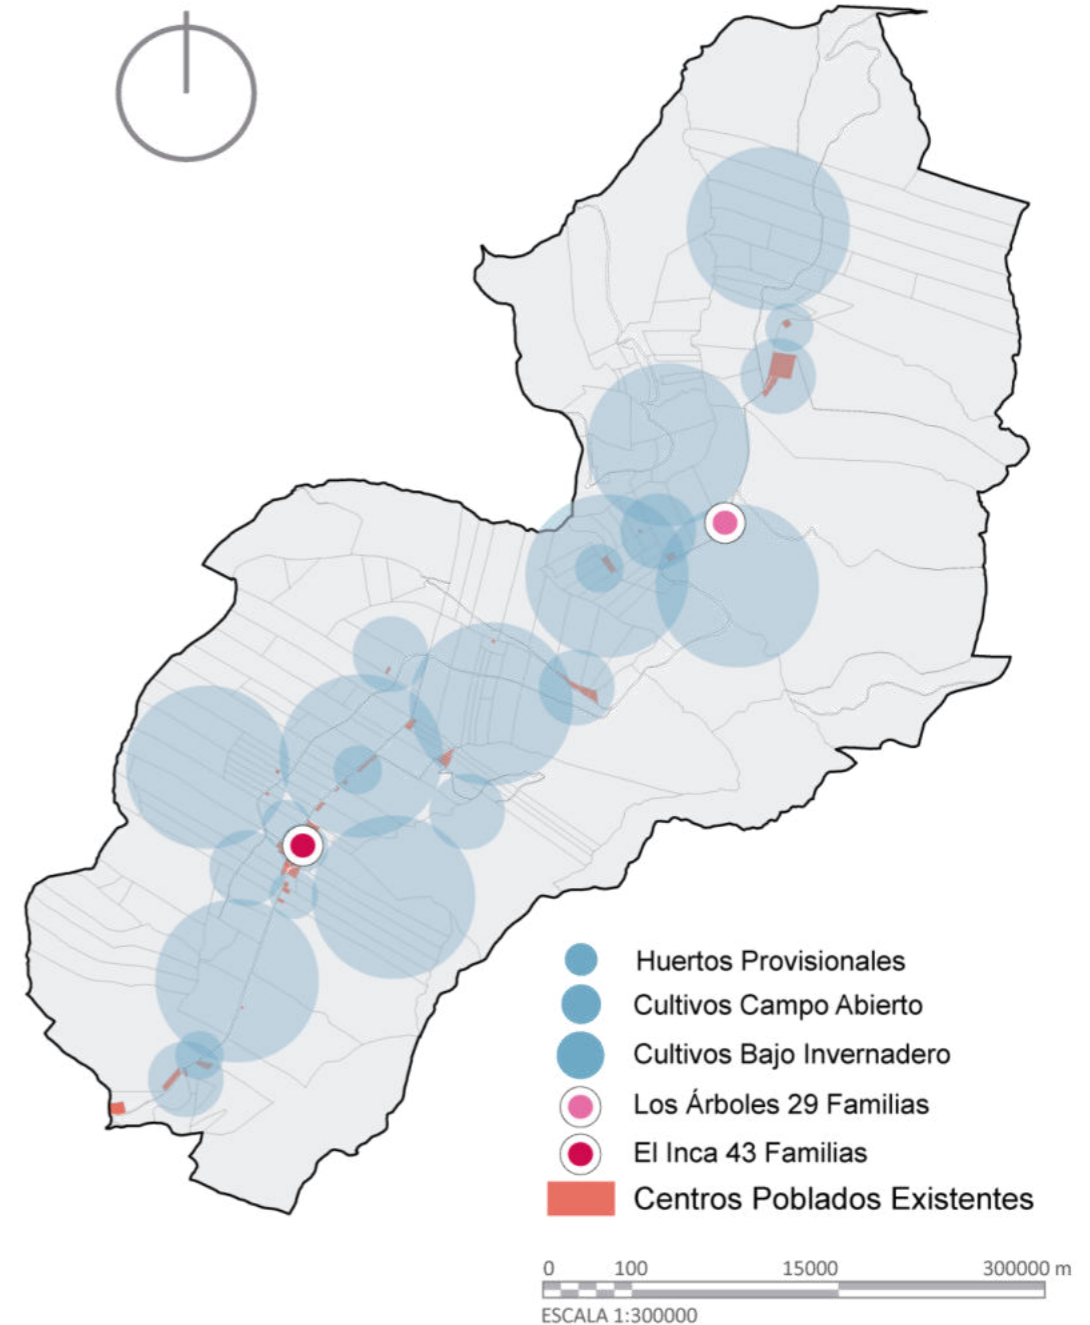 Huertos Provisionales
Cultivos Campo Abierto
Cultivos Bajo Invernadero
Los Árboles 29 Familias
El Inca 43 Familias
Centros Poblados Existentes
0 100 15000 300000 m
ESCALA 1:300000